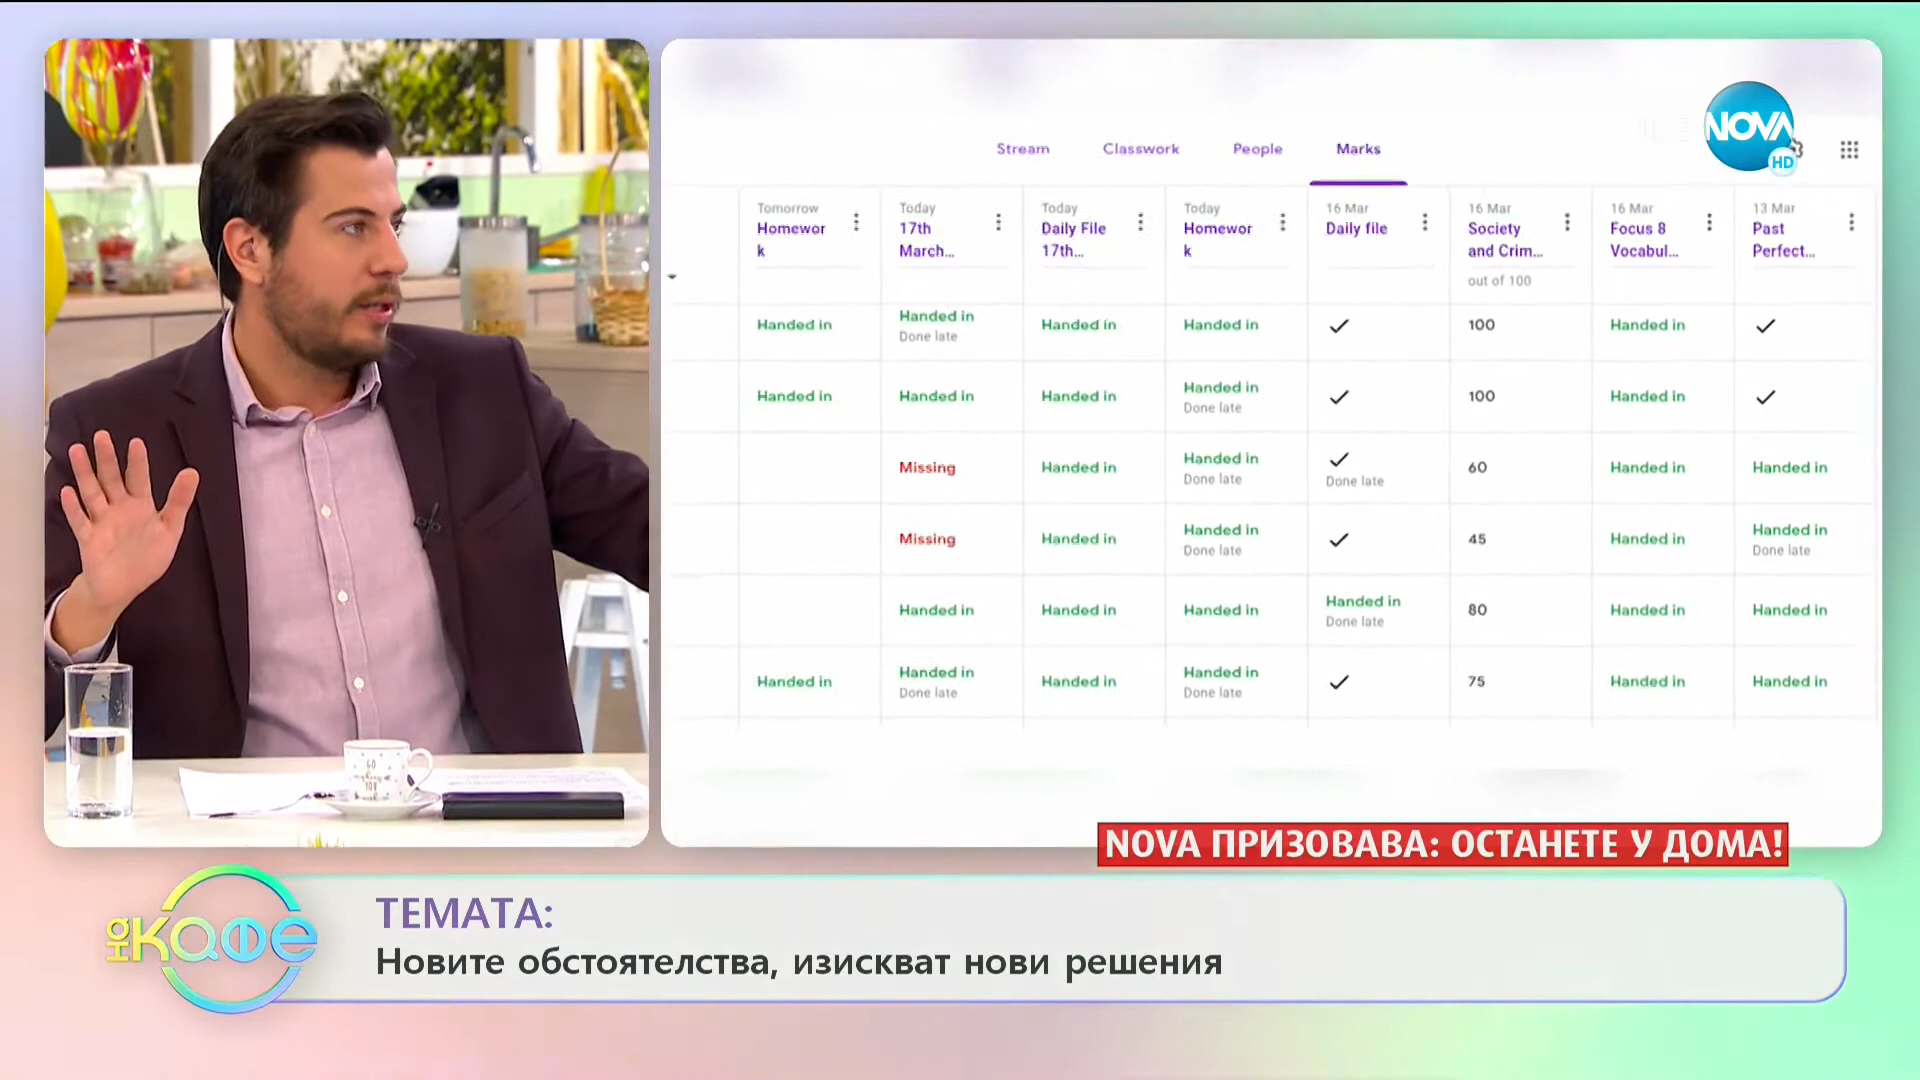 NOVA
HD
Stream Classwork People Marks
Tomorrow Today Today Today 16 Mar 16 Mar 16 Mar 13 Mar
Homewor 17th Daily File Homewor Daily file Society Focus 8 Past
k March... 17th... k and Crim... Vocabul... Perfect...
out of 100
Handed in Handed in Handed in Handed in 100 Handed in
Done late
Handed in Handed in Handed in Handed in 100 Handed in
Done late
Missing Handed in Handed in 60 Handed in Handed in
Done late Done late
Missing Handed in Handed in 45 Handed in Handed in
Done late Done late
Handed in Handed in Handed in Handed in 80 Handed in Handed in
Done late
Handed in Handed in Handed in Handed in 75 Handed in Handed in
Done late Done late
NOVA ПРИЗОВАВА: ОСТАНЕТЕ У ДОМА!
на кафе
ТЕМАТА:
Новите обстоятелства, изискват нови решения